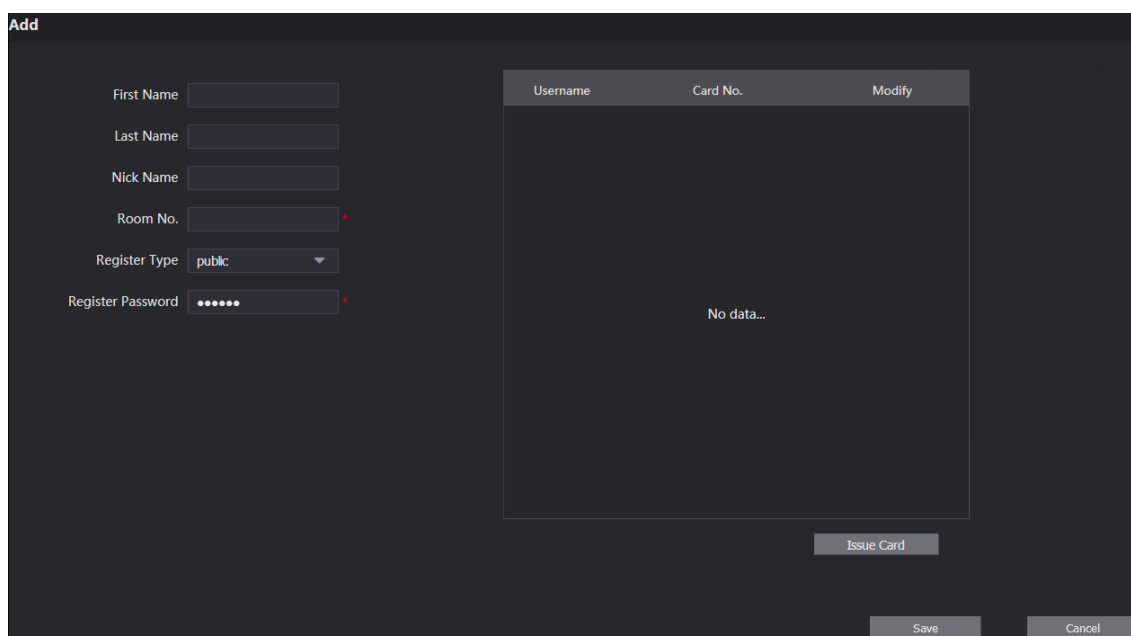 Add
First Name
Last Name
Nick Name
Room No. *
Register Type public
Register Password ●●●●●● *
Username Card No. Modify
No data...
Issue Card
Save Cancel